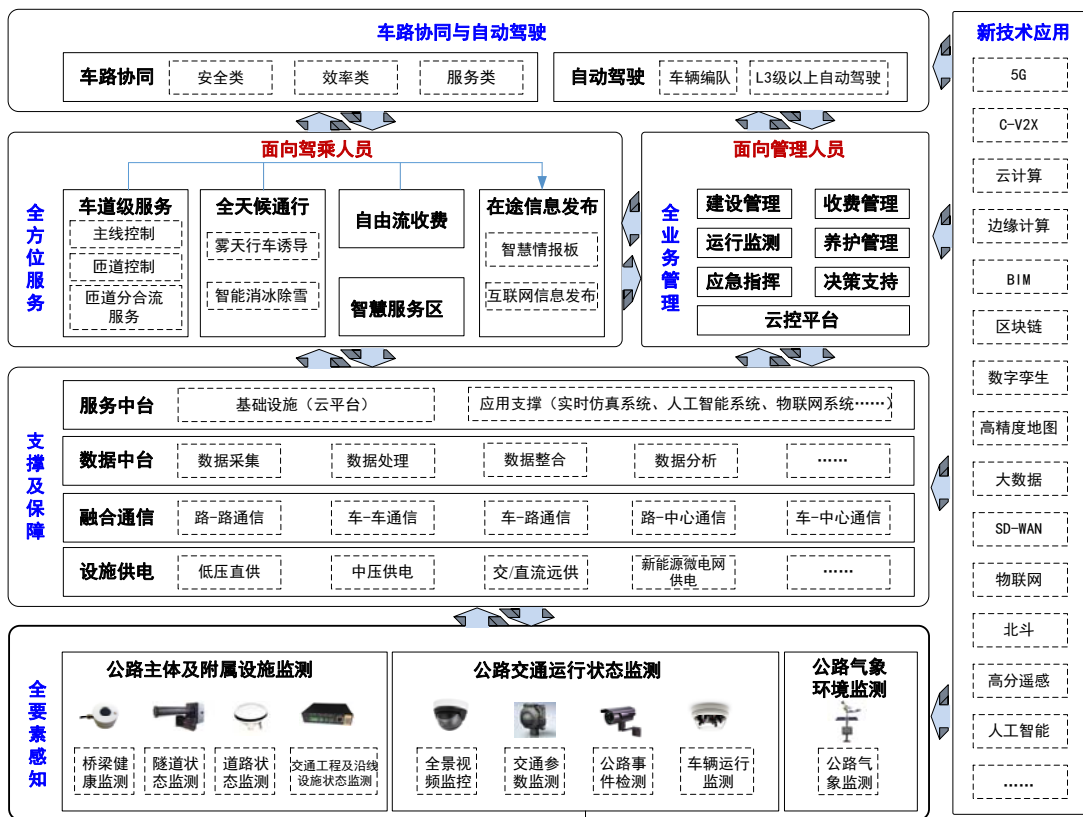 车路协同与自动驾驶
车路协同
安全类
效率类
服务类
自动驾驶
车辆编队
L3级以上自动驾驶
面向驾乘人员
全方位服务
车道级服务
主线控制
匝道控制
匝道分合流
服务
全天候通行
雾天行车诱导
智能消冰除雪
自由流收费
智慧服务区
在途信息发布
智慧情报板
互联网信息发布
面向管理人员
全业务管理
建设管理
收费管理
运行监测
养护管理
应急指挥
决策支持
云控平台
支撑及保障
服务中台
基础设施（云平台）
应用支撑（实时仿真系统、人工智能系统、物联网系统……）
数据中台
数据采集
数据处理
数据整合
数据分析
……
融合通信
路-路通信
车-车通信
车-路通信
路-中心通信
车-中心通信
设施供电
低压直供
中压供电
交/直流远供
新能源微电网
供电
……
全要素感知
公路主体及附属设施监测
桥梁健
康监测
隧道状
态监测
道路状
态监测
交通工程及沿线
设施状态监测
公路交通运行状态监测
全景视
频监控
交通参
数监测
公路事
件检测
车辆运行
监测
公路气象
环境监测
公路气
象监测
新技术应用
5G
C-V2X
云计算
边缘计算
BIM
区块链
数字孪生
高精度地图
大数据
SD-WAN
物联网
北斗
高分遥感
人工智能
……